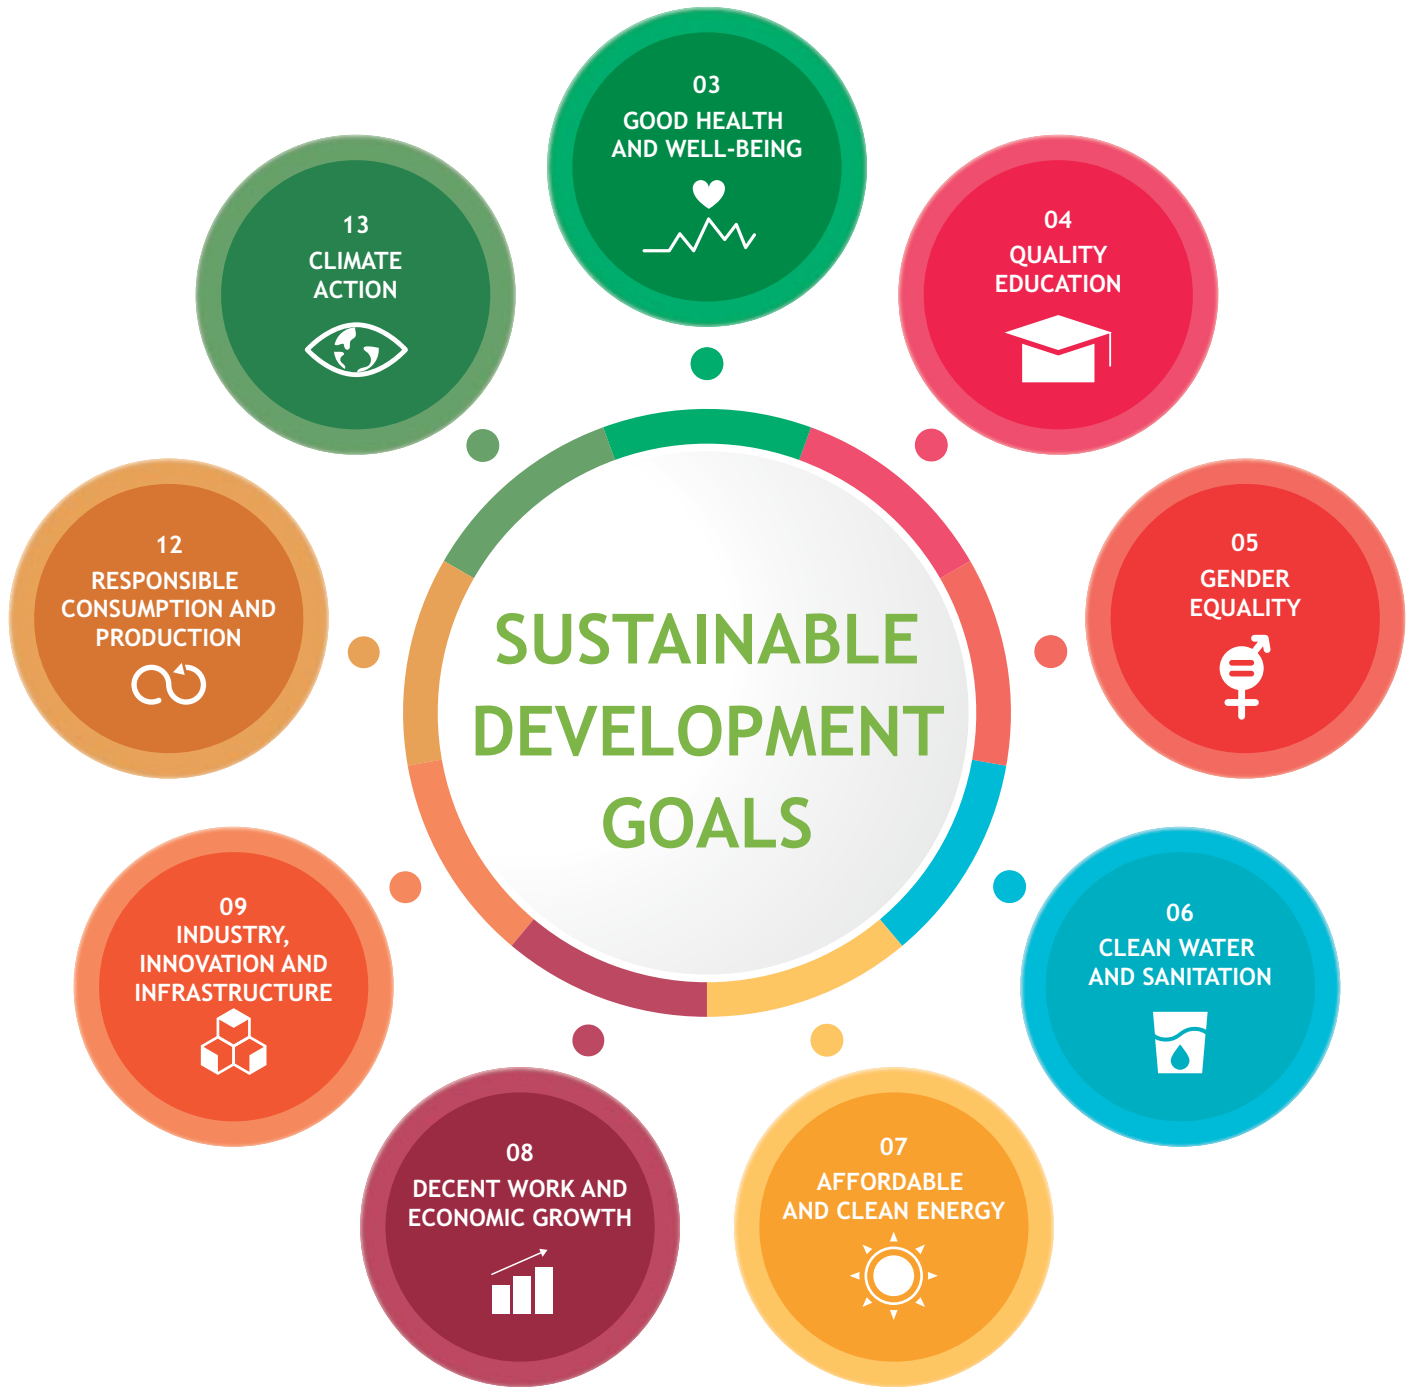 03
GOOD HEALTH
AND WELL-BEING
04
QUALITY
EDUCATION
05
GENDER
EQUALITY
06
CLEAN WATER
AND SANITATION
07
AFFORDABLE
AND CLEAN ENERGY
08
DECENT WORK AND
ECONOMIC GROWTH
09
INDUSTRY,
INNOVATION AND
INFRASTRUCTURE
12
RESPONSIBLE
CONSUMPTION AND
PRODUCTION
13
CLIMATE
ACTION
SUSTAINABLE
DEVELOPMENT
GOALS